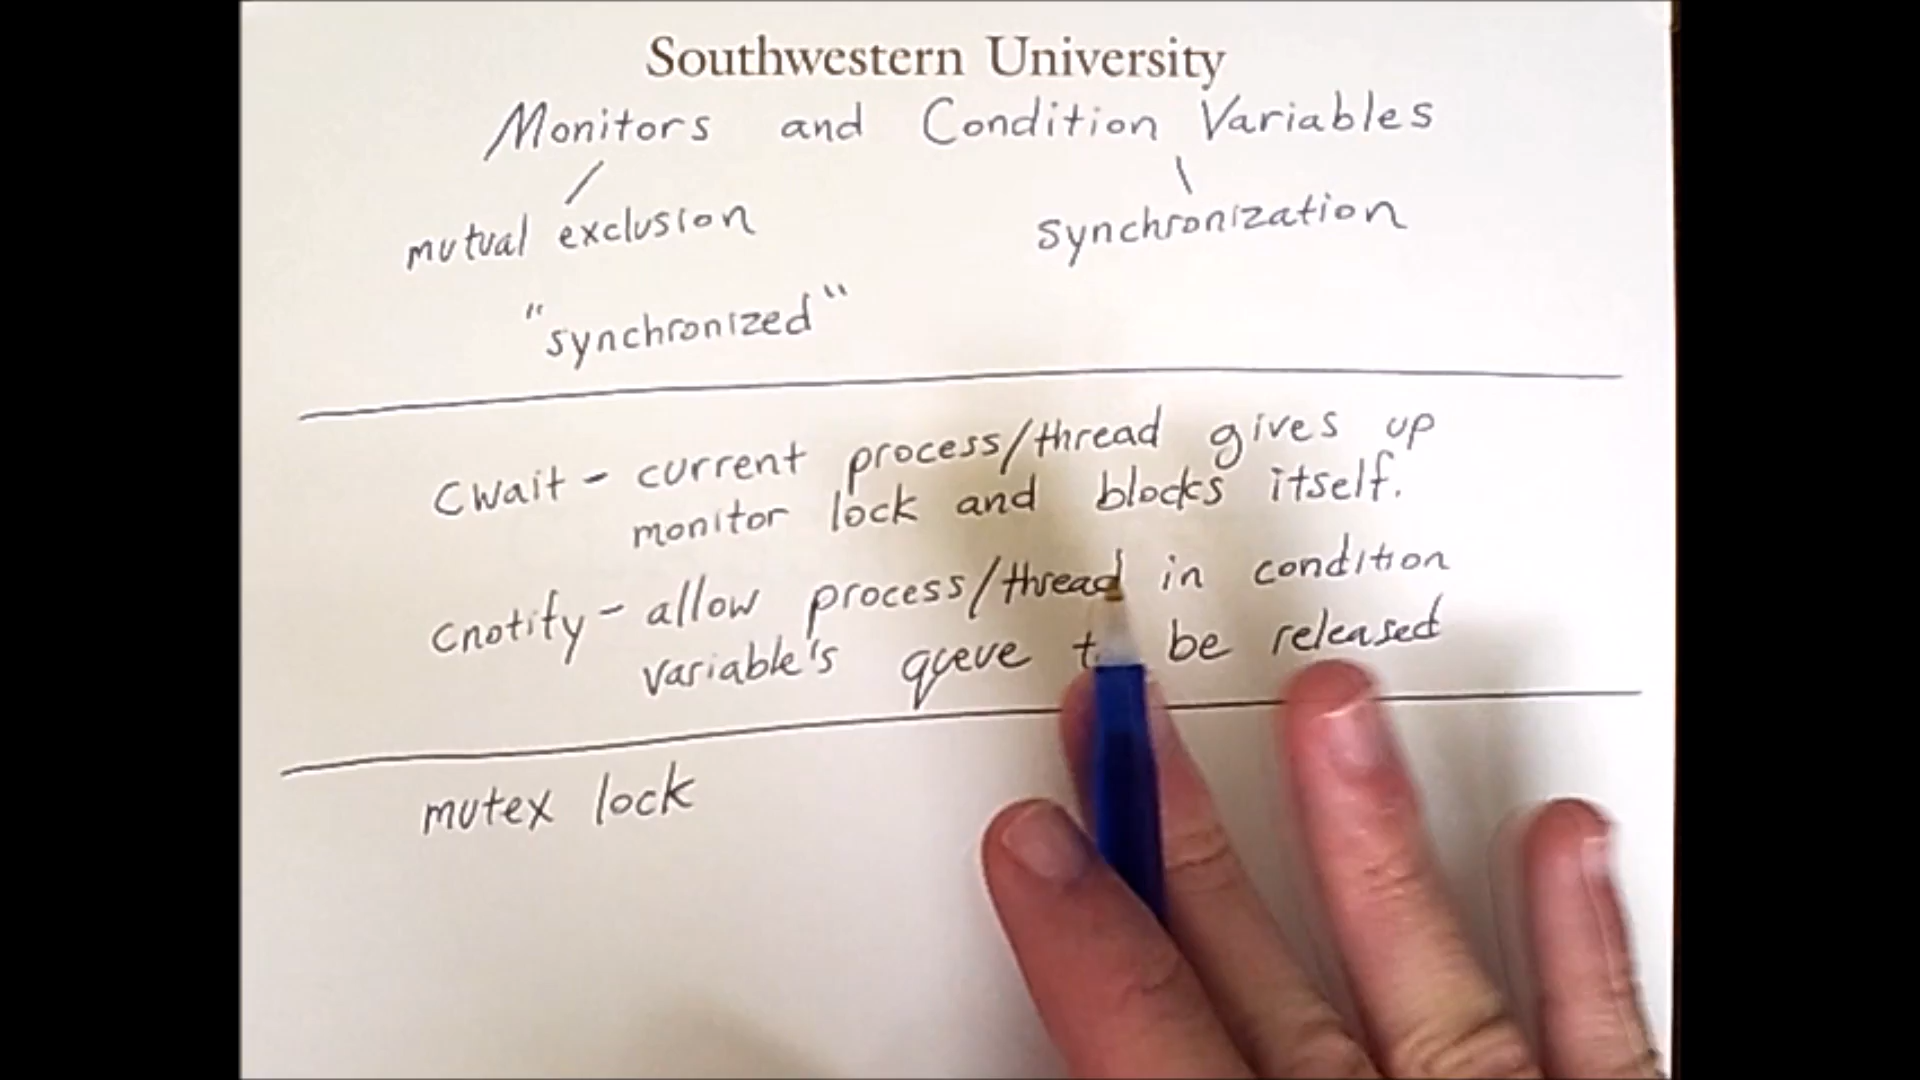 Southwestern University
Monitors and Condition Variables
mutual exclusion synchronization
"synchronized"
cwait - current process/thread gives up
monitor lock and blocks itself.
cnotify - allow process/thread in condition
variable's queue be released
mutex lock